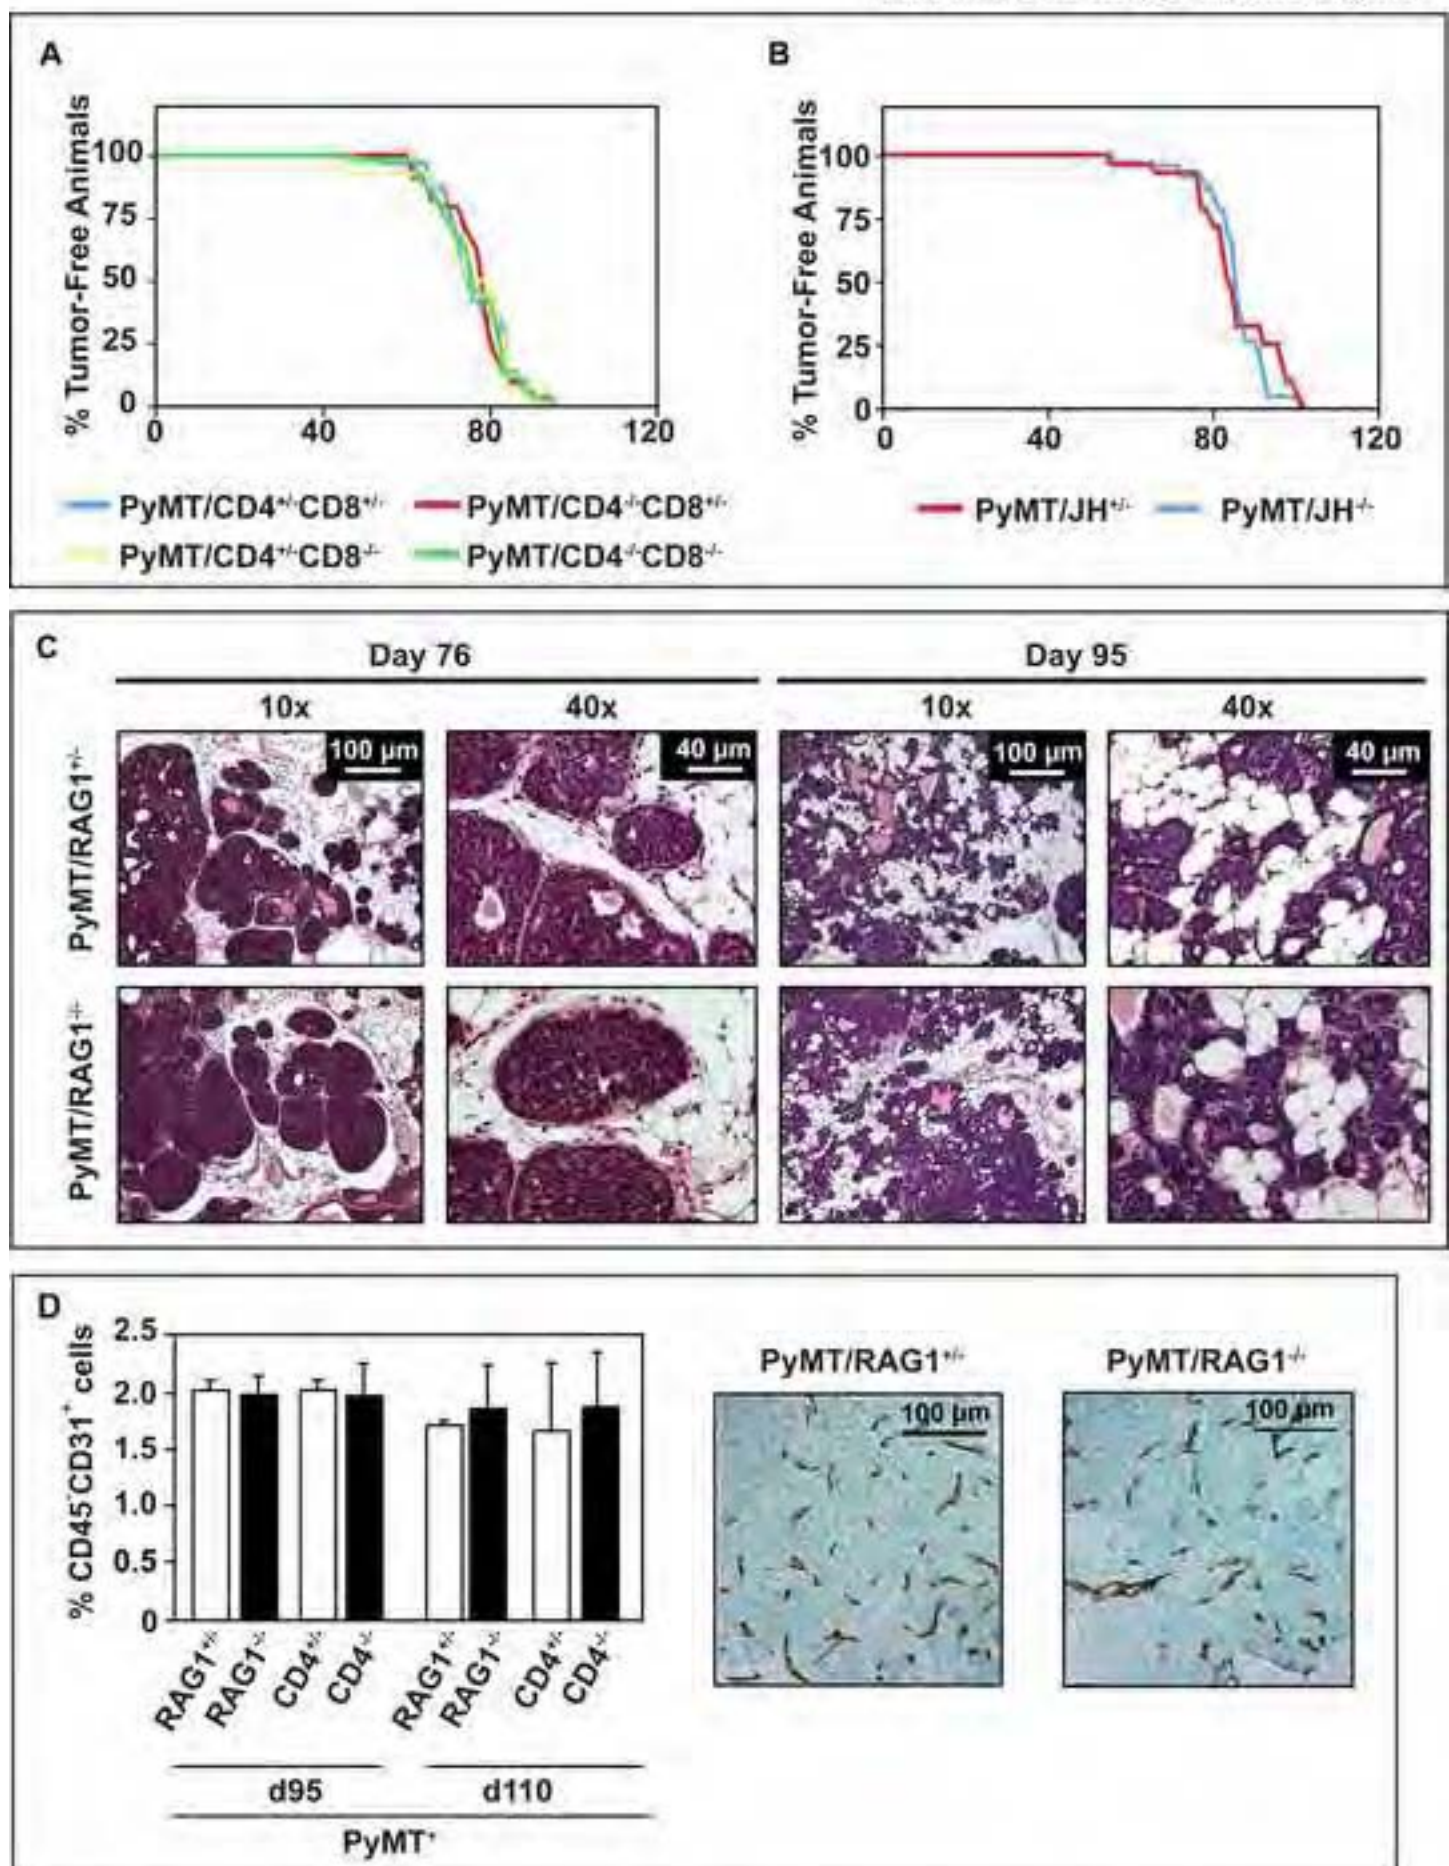 A
B
% Tumor-Free Animals
100
75
50
25
0
0 40 80 120
PyMT/CD4⁺/⁻CD8⁺/⁻ PyMT/CD4⁻/⁻CD8⁺/⁻
PyMT/CD4⁺/⁻CD8⁻/⁻ PyMT/CD4⁻/⁻CD8⁻/⁻
% Tumor-Free Animals
100
75
50
25
0
0 40 80 120
PyMT/JH⁺/⁻ PyMT/JH⁻/⁻
C
Day 76 Day 95
10x 40x 10x 40x
PyMT/RAG1⁺/⁻
100 µm 40 µm 100 µm 40 µm
PyMT/RAG1⁻/⁻
D
% CD45⁻CD31⁺ cells
2.5
2.0
1.5
1.0
0.5
0
RAG1⁺/⁻ RAG1⁻/⁻ CD4⁺/⁻ CD4⁻/⁻ RAG1⁺/⁻ RAG1⁻/⁻ CD4⁺/⁻ CD4⁻/⁻
d95 d110
PyMT⁺
PyMT/RAG1⁺/⁻ PyMT/RAG1⁻/⁻
100 µm 100 µm